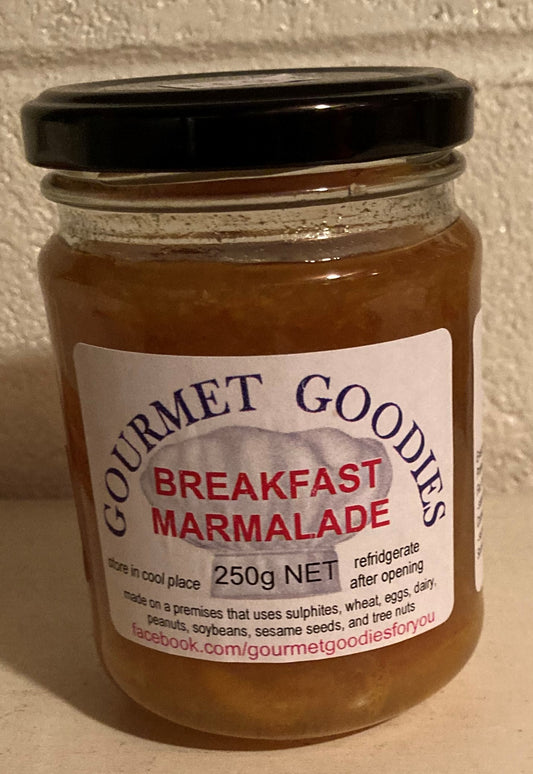 GOURMET GOODIES
BREAKFAST
MARMALADE
store in cool place
250g NET
refridgerate
after opening
made on a premises that uses sulphites, wheat, eggs, dairy,
peanuts, soybeans, sesame seeds, and tree nuts
facebook.com/gourmetgoodiesforyou